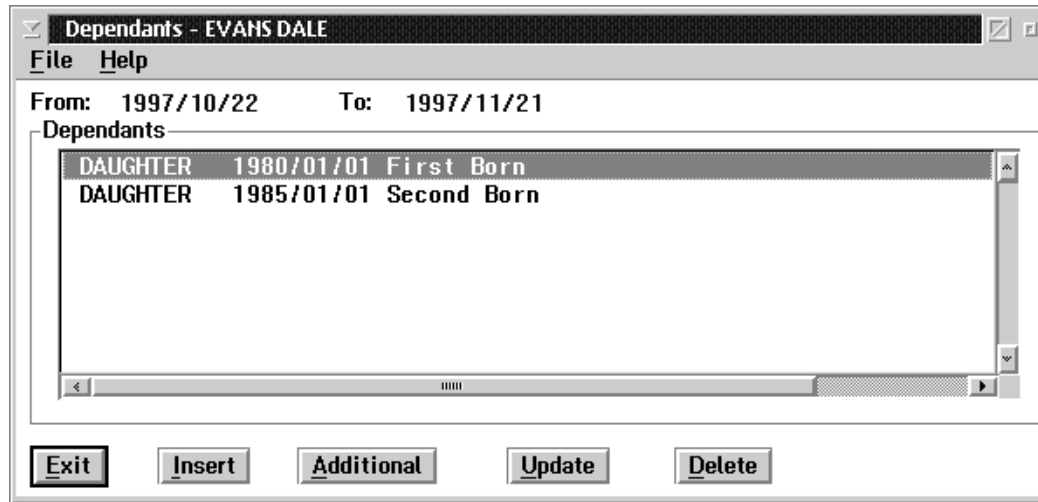 Dependants - EVANS DALE
File Help
From: 1997/10/22 To: 1997/11/21
Dependants
DAUGHTER 1980/01/01 First Born
DAUGHTER 1985/01/01 Second Born
Exit Insert Additional Update Delete